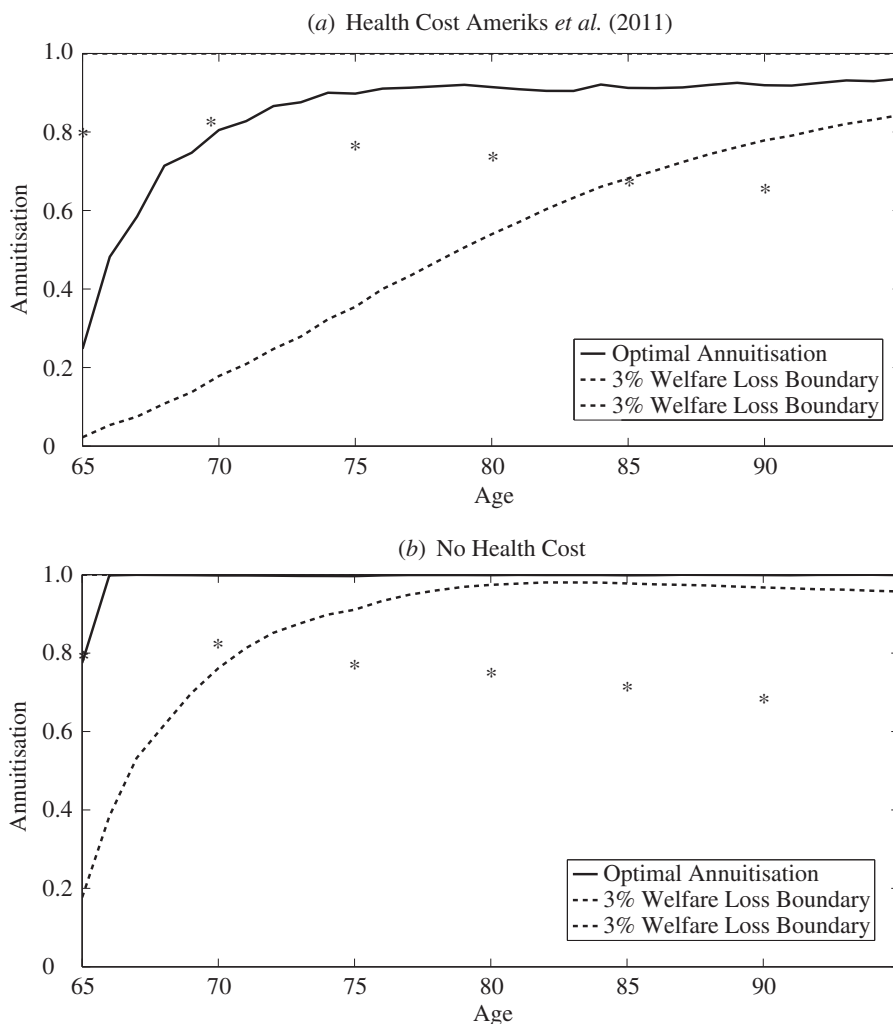 (a) Health Cost Ameriks et al. (2011)
1.0
0.8
0.6
0.4
0.2
0
Annuitisation
Optimal Annuitisation
3% Welfare Loss Boundary
3% Welfare Loss Boundary
65 70 75 80 85 90
Age
(b) No Health Cost
1.0
0.8
0.6
0.4
0.2
0
Annuitisation
Optimal Annuitisation
3% Welfare Loss Boundary
3% Welfare Loss Boundary
65 70 75 80 85 90
Age